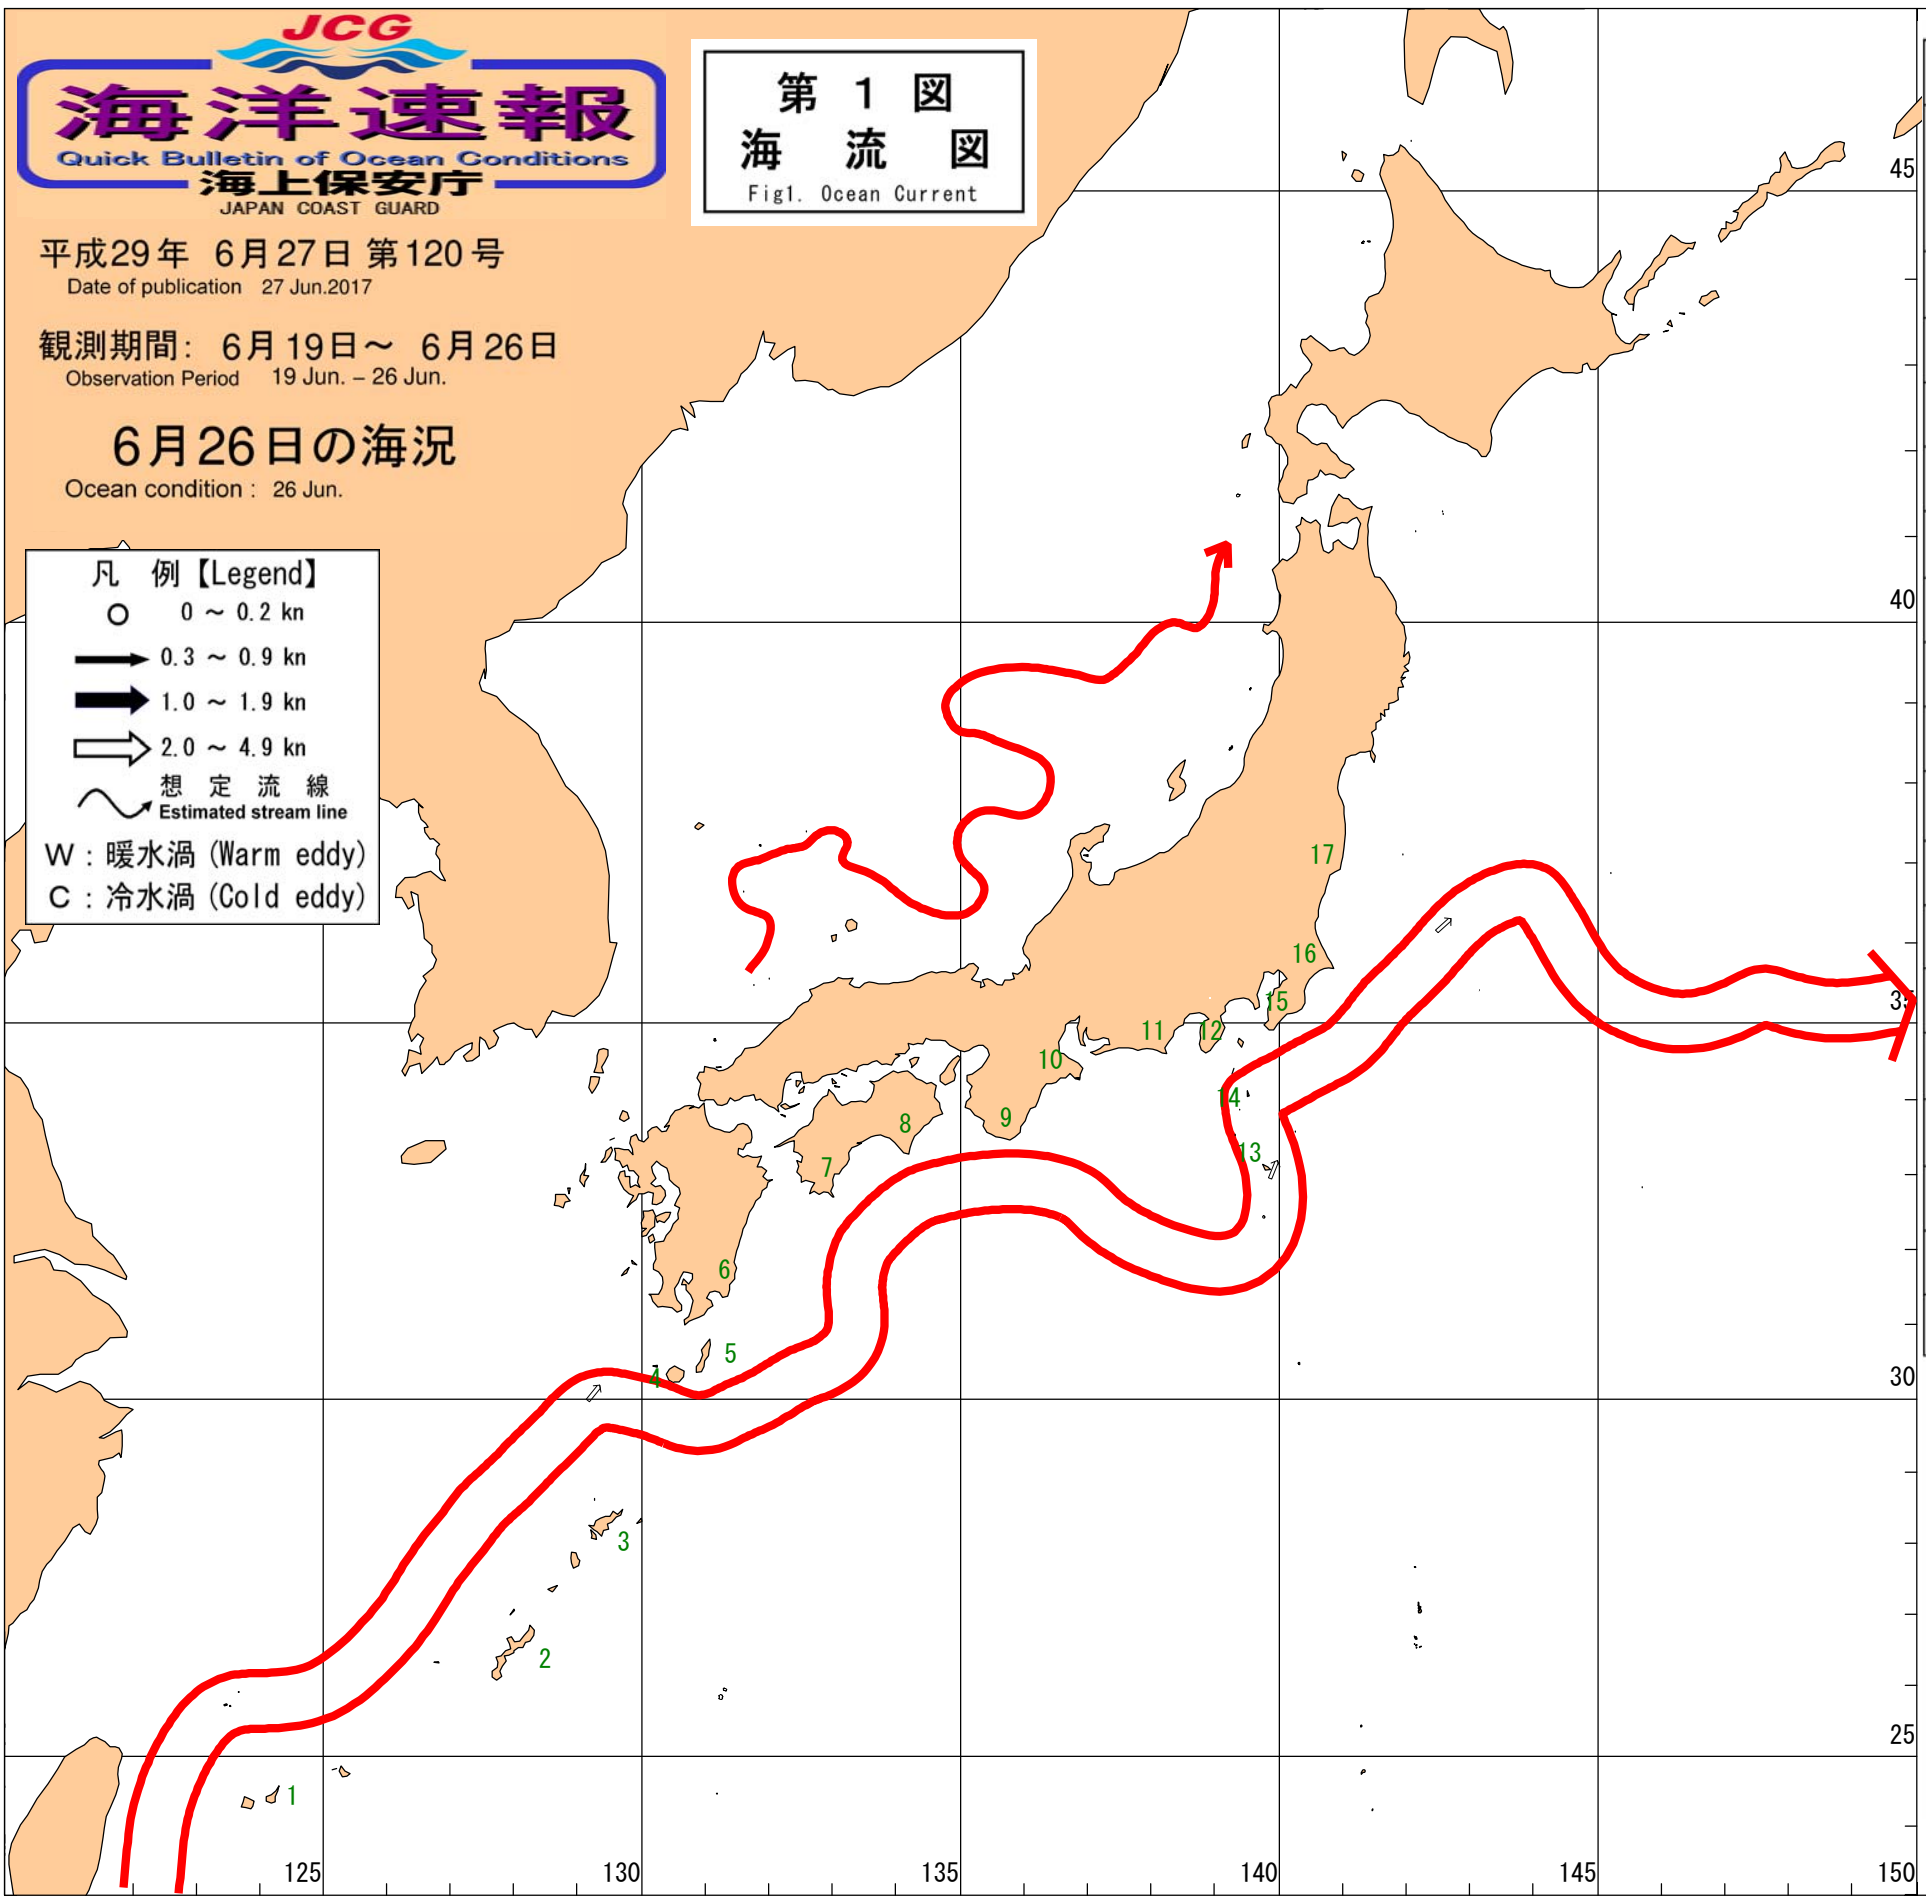 JCG
海洋速報
Quick Bulletin of Ocean Conditions
海上保安庁
JAPAN COAST GUARD
第 1 図
海 流 図
Fig1. Ocean Current
平成29年 6月27日 第120号
Date of publication 27 Jun.2017
観測期間: 6月19日～ 6月26日
Observation Period 19 Jun. – 26 Jun.
6月26日の海況
Ocean condition : 26 Jun.
凡 例【Legend】
0 ～ 0.2 kn
0.3 ～ 0.9 kn
1.0 ～ 1.9 kn
2.0 ～ 4.9 kn
想 定 流 線
Estimated stream line
W : 暖水渦 (Warm eddy)
C : 冷水渦 (Cold eddy)
45
40
35
30
25
125
130
135
140
145
150
1
2
3
4
5
6
7
8
9
10
11
12
13
14
15
16
17